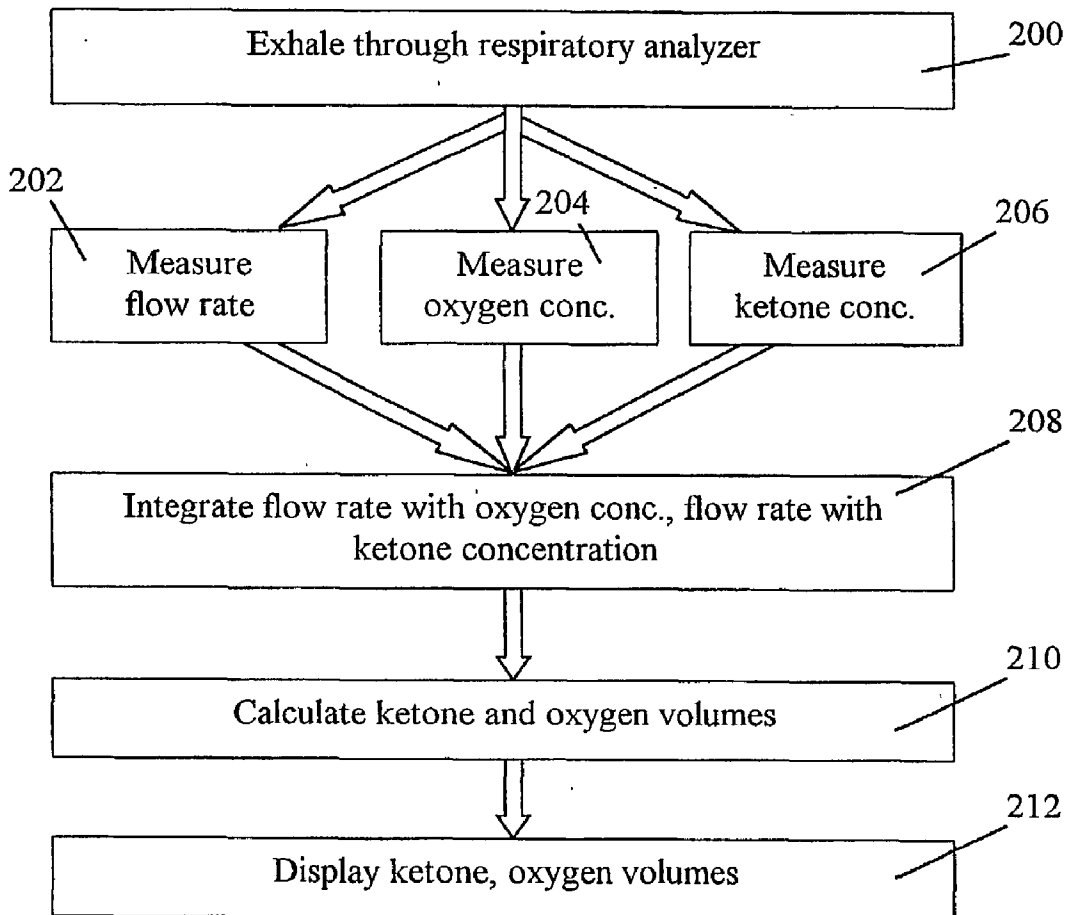 Exhale through respiratory analyzer
200
202
204
206
Measure
flow rate
Measure
oxygen conc.
Measure
ketone conc.
208
Integrate flow rate with oxygen conc., flow rate with
ketone concentration
210
Calculate ketone and oxygen volumes
212
Display ketone, oxygen volumes